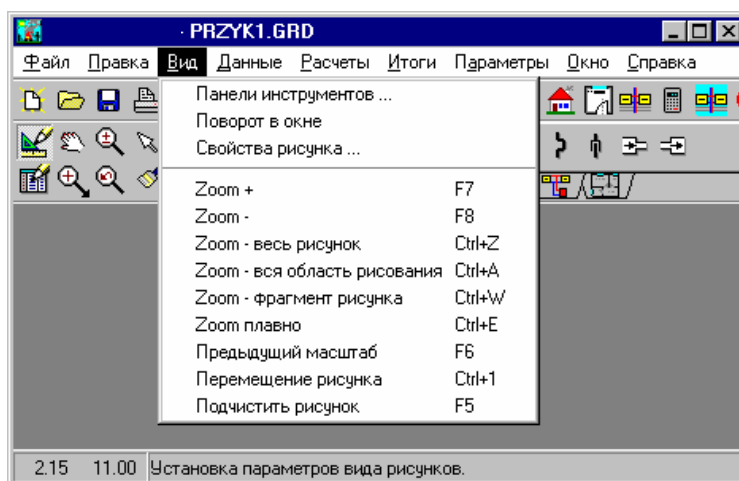 · PRZYK1.GRD
Файл Правка Вид Данные Расчеты Итоги Параметры Окно Справка
Панели инструментов ...
Поворот в окне
Свойства рисунка ...
Zoom + F7
Zoom - F8
Zoom - весь рисунок Ctrl+Z
Zoom - вся область рисования Ctrl+A
Zoom - фрагмент рисунка Ctrl+W
Zoom плавно Ctrl+E
Предыдущий масштаб F6
Перемещение рисунка Ctrl+1
Подчистить рисунок F5
2.15 11.00 Установка параметров вида рисунков.